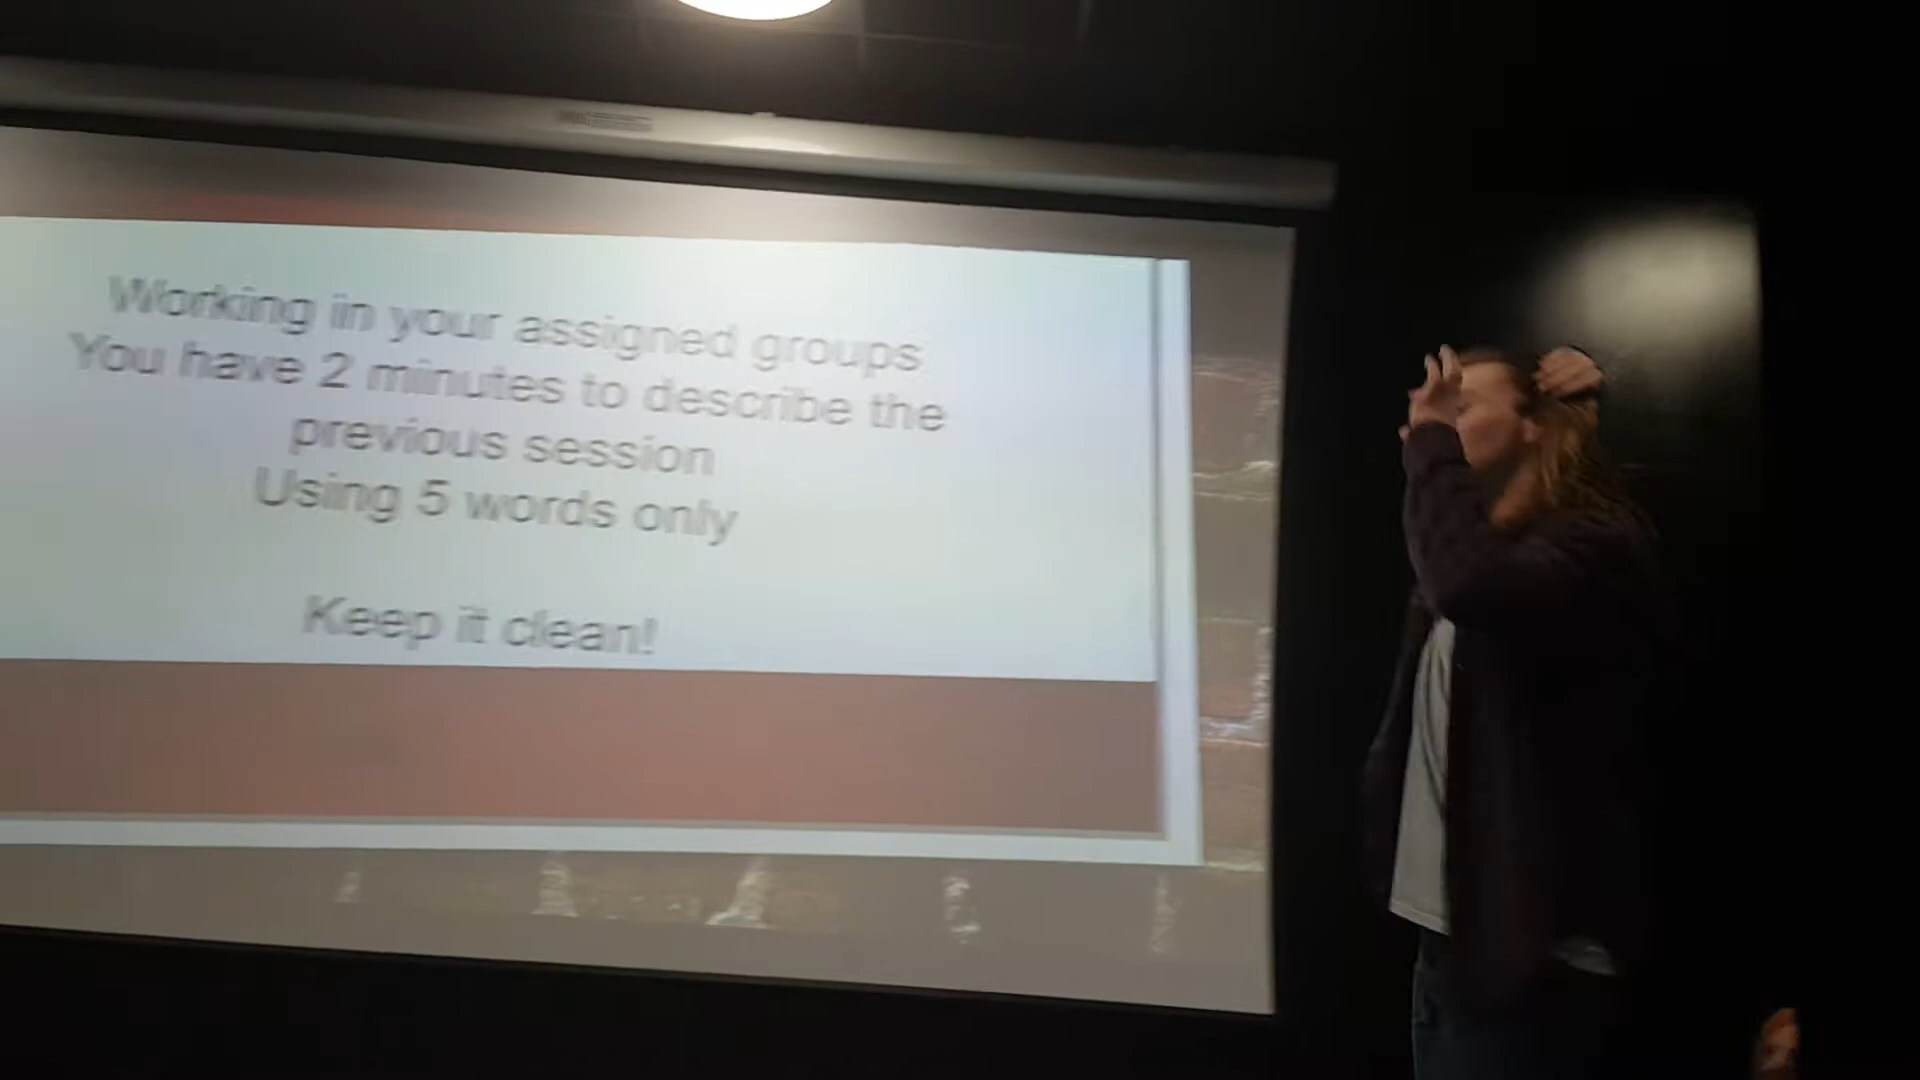 Working in your assigned groups
You have 2 minutes to describe the
previous session
Using 5 words only
Keep it clean!